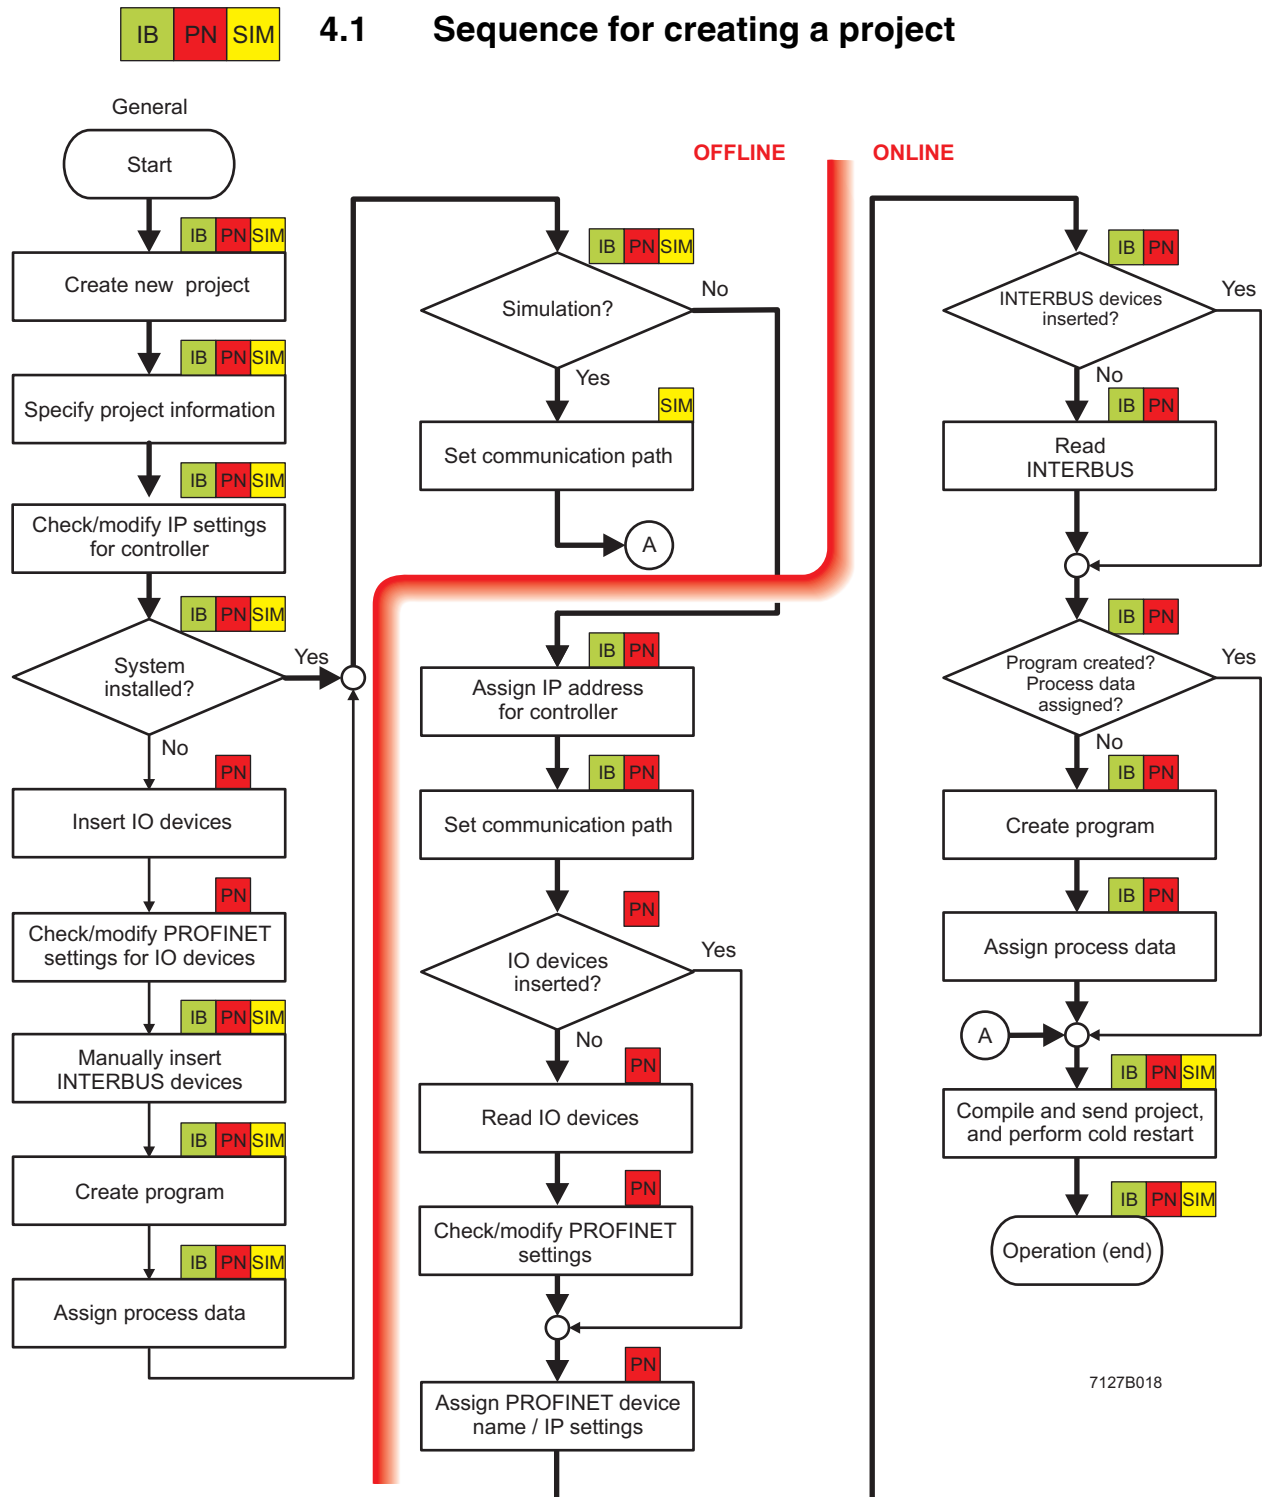 IB PN SIM
4.1 Sequence for creating a project
General
Start
IB PN SIM
Create new project
IB PN SIM
Specify project information
IB PN SIM
Check/modify IP settings
for controller
IB PN SIM
System
installed?
Yes
No
PN
Insert IO devices
PN
Check/modify PROFINET
settings for IO devices
IB PN SIM
Manually insert
INTERBUS devices
IB PN SIM
Create program
IB PN SIM
Assign process data
OFFLINE
ONLINE
IB PN SIM
Simulation?
No
Yes
SIM
Set communication path
A
IB PN
Assign IP address
for controller
IB PN
Set communication path
PN
IO devices
inserted?
Yes
No
PN
Read IO devices
PN
Check/modify PROFINET
settings
PN
Assign PROFINET device
name / IP settings
IB PN
INTERBUS devices
inserted?
Yes
No
IB PN
Read
INTERBUS
IB PN
Program created?
Process data
assigned?
Yes
No
IB PN
Create program
IB PN
Assign process data
A
IB PN SIM
Compile and send project,
and perform cold restart
IB PN SIM
Operation (end)
7127B018